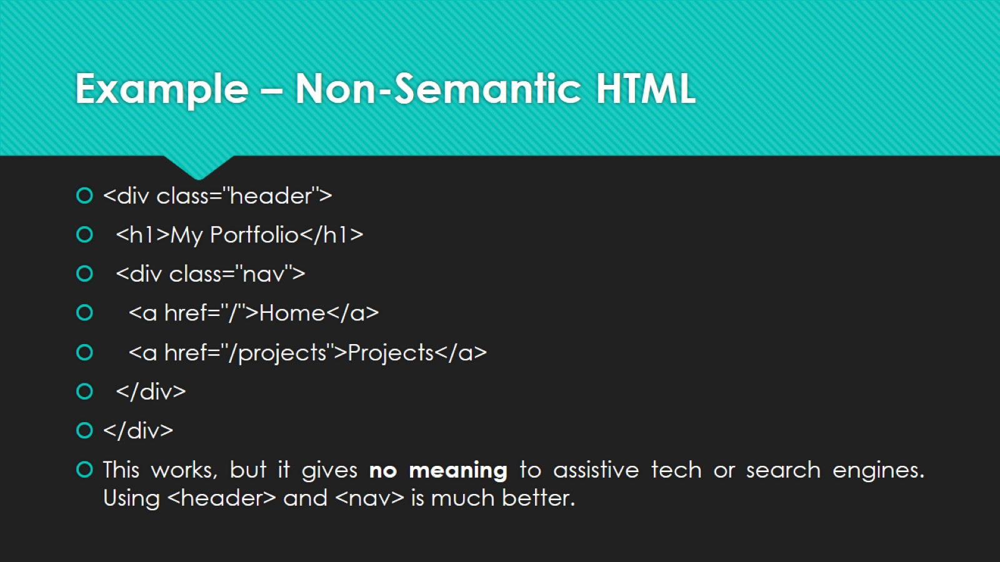 Example – Non-Semantic HTML
<div class="header">
<h1>My Portfolio</h1>
<div class="nav">
<a href="/">Home</a>
<a href="/projects">Projects</a>
</div>
</div>
This works, but it gives no meaning to assistive tech or search engines.
Using <header> and <nav> is much better.